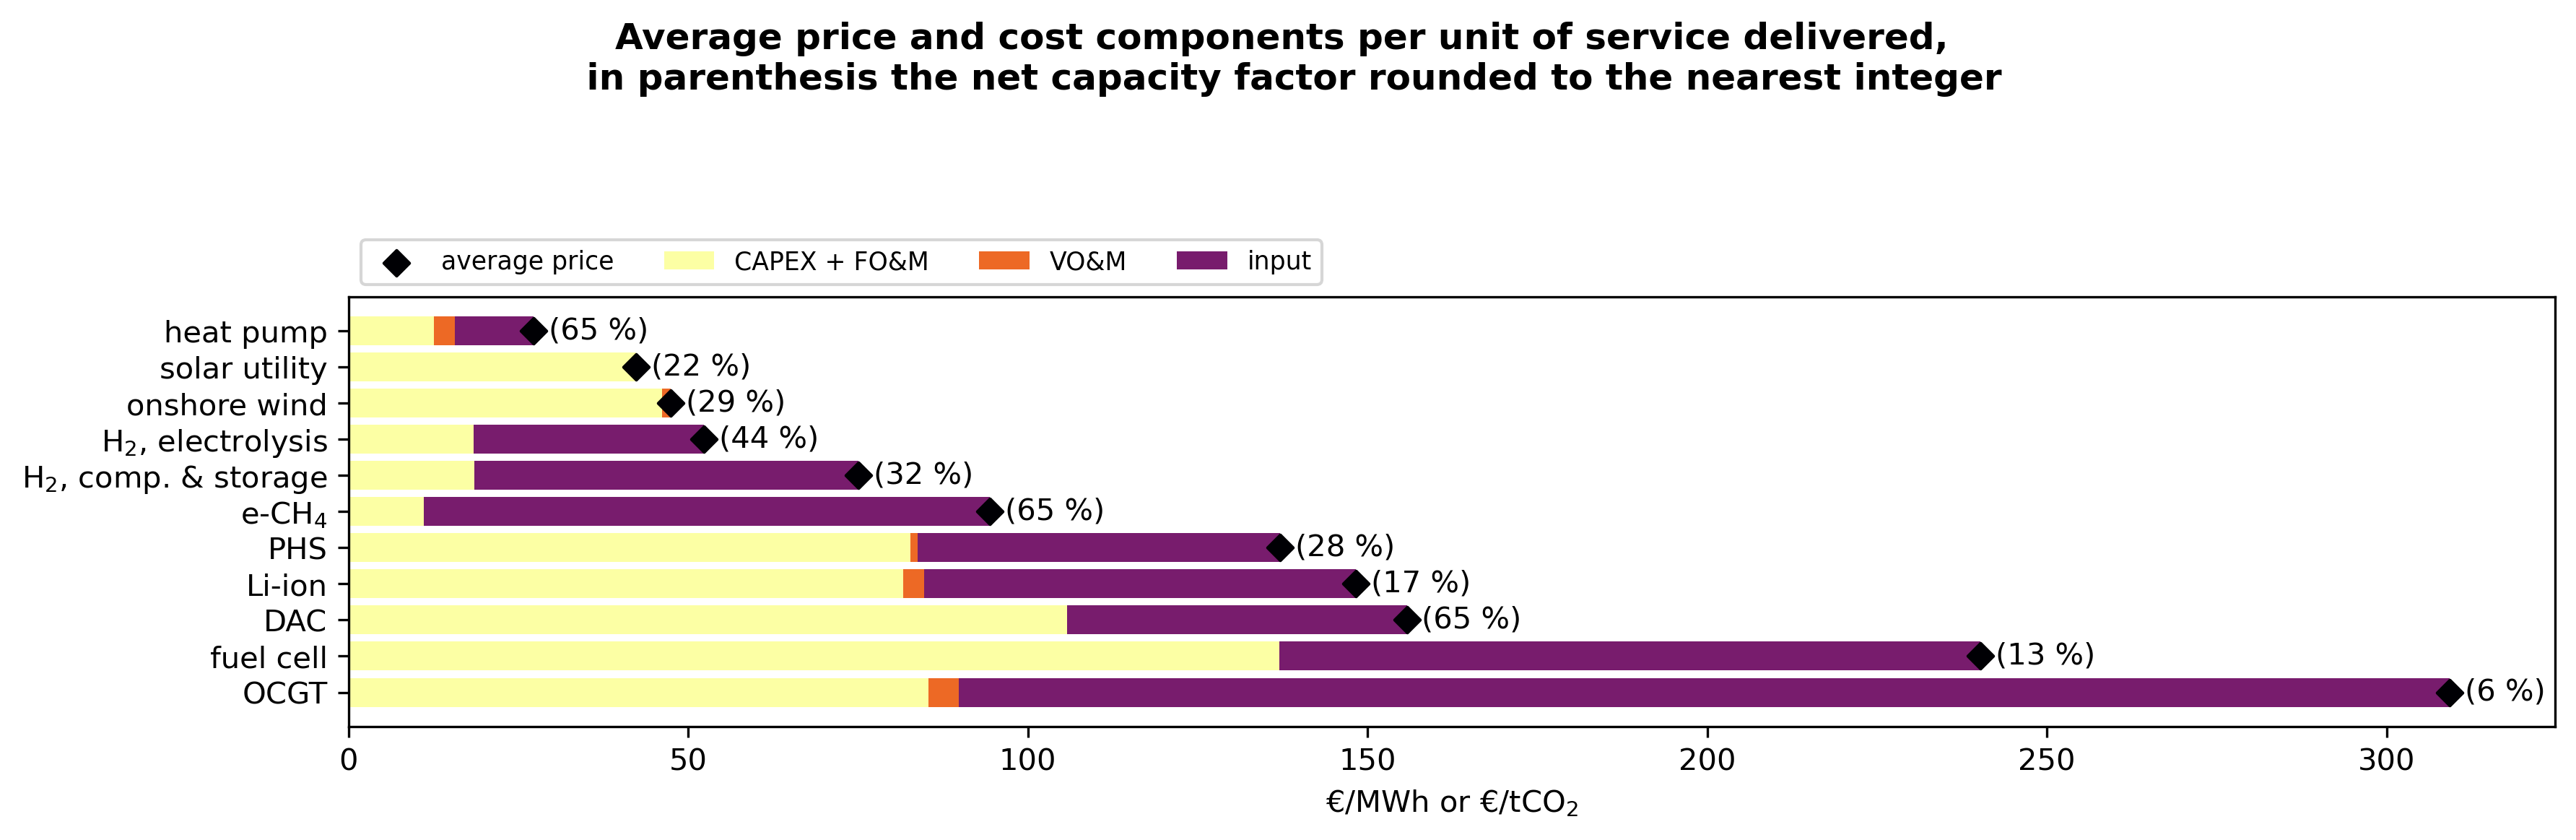 Average price and cost components per unit of service delivered,
in parenthesis the net capacity factor rounded to the nearest integer
average price
CAPEX + FO&M
VO&M
input
heat pump
(65 %)
solar utility
(22 %)
onshore wind
(29 %)
H₂, electrolysis
(44 %)
H₂, comp. & storage
(32 %)
e-CH₄
(65 %)
PHS
(28 %)
Li-ion
(17 %)
DAC
(65 %)
fuel cell
(13 %)
OCGT
(6 %)
0
50
100
150
200
250
300
€/MWh or €/tCO₂